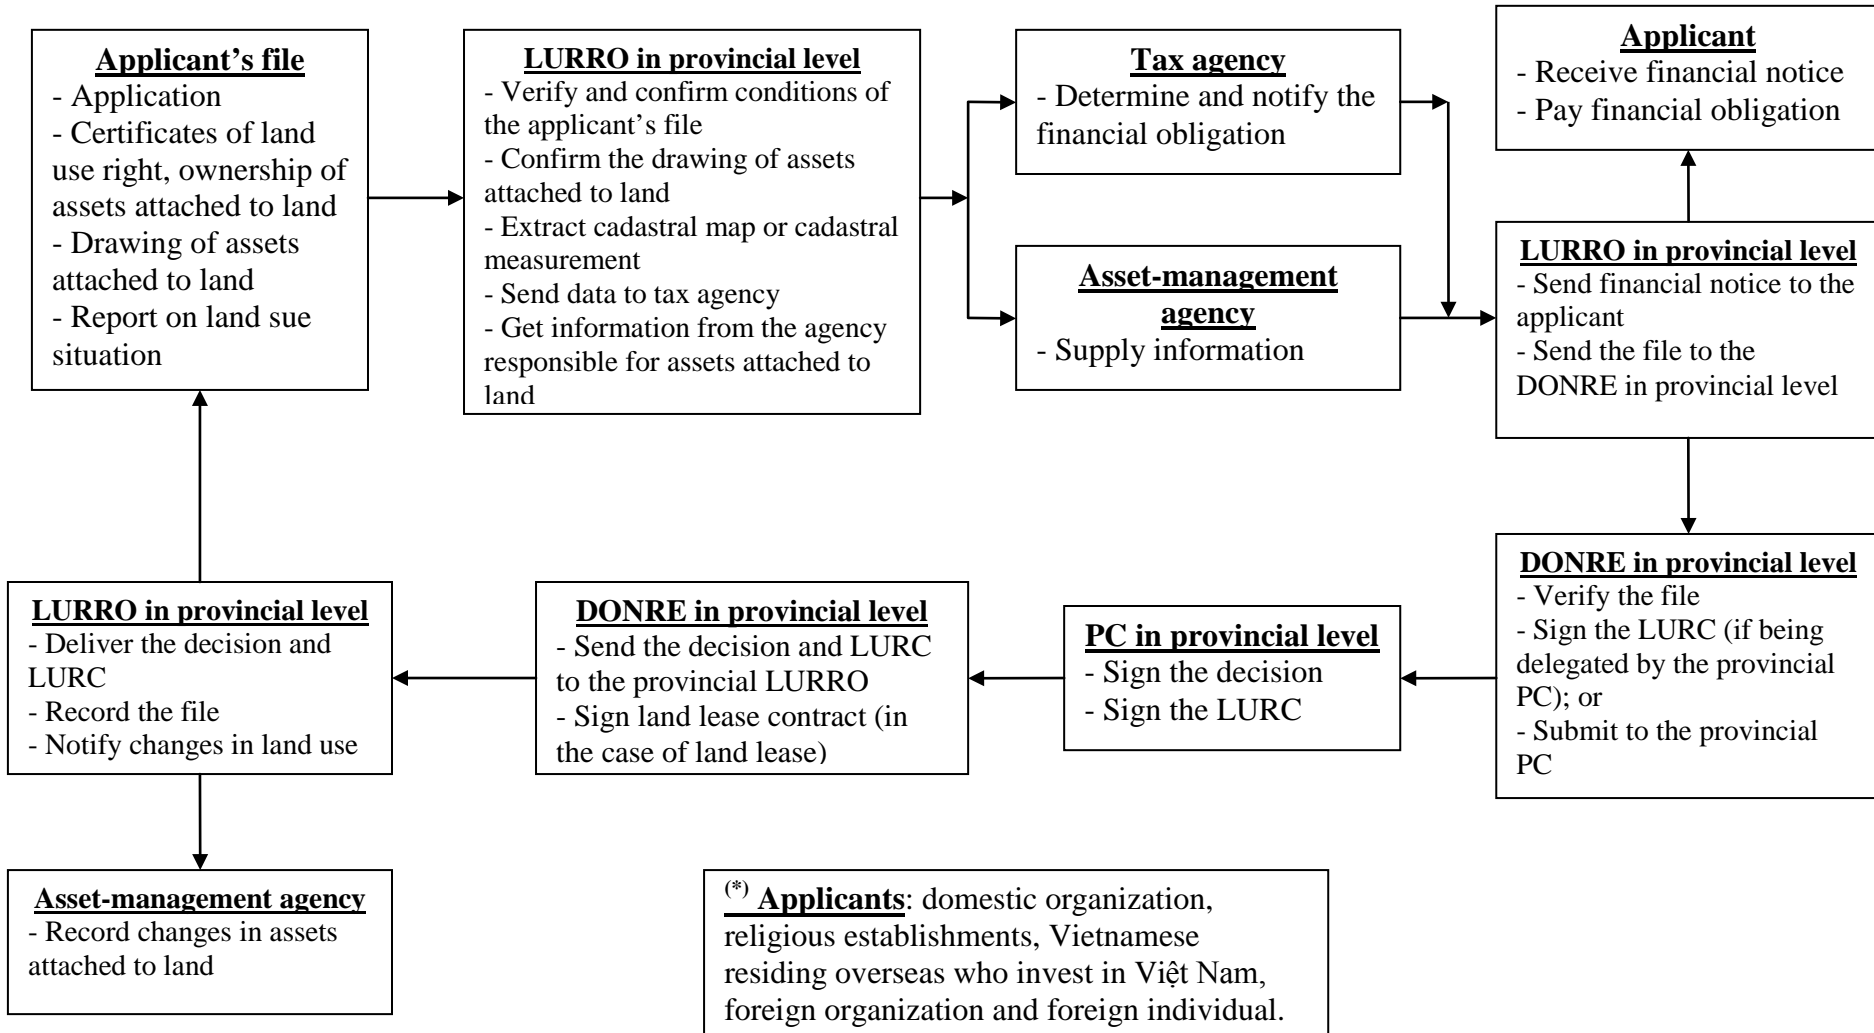 Applicant’s file
- Application
- Certificates of land
use right, ownership of
assets attached to land
- Drawing of assets
attached to land
- Report on land sue
situation
LURRO in provincial level
- Verify and confirm conditions of
the applicant’s file
- Confirm the drawing of assets
attached to land
- Extract cadastral map or cadastral
measurement
- Send data to tax agency
- Get information from the agency
responsible for assets attached to
land
Tax agency
- Determine and notify the
financial obligation
Asset-management
agency
- Supply information
Applicant
- Receive financial notice
- Pay financial obligation
LURRO in provincial level
- Send financial notice to the
applicant
- Send the file to the
DONRE in provincial level
DONRE in provincial level
- Verify the file
- Sign the LURC (if being
delegated by the provincial
PC); or
- Submit to the provincial
PC
PC in provincial level
- Sign the decision
- Sign the LURC
DONRE in provincial level
- Send the decision and LURC
to the provincial LURRO
- Sign land lease contract (in
the case of land lease)
LURRO in provincial level
- Deliver the decision and
LURC
- Record the file
- Notify changes in land use
Asset-management agency
- Record changes in assets
attached to land
(*) Applicants: domestic organization,
religious establishments, Vietnamese
residing overseas who invest in Việt Nam,
foreign organization and foreign individual.